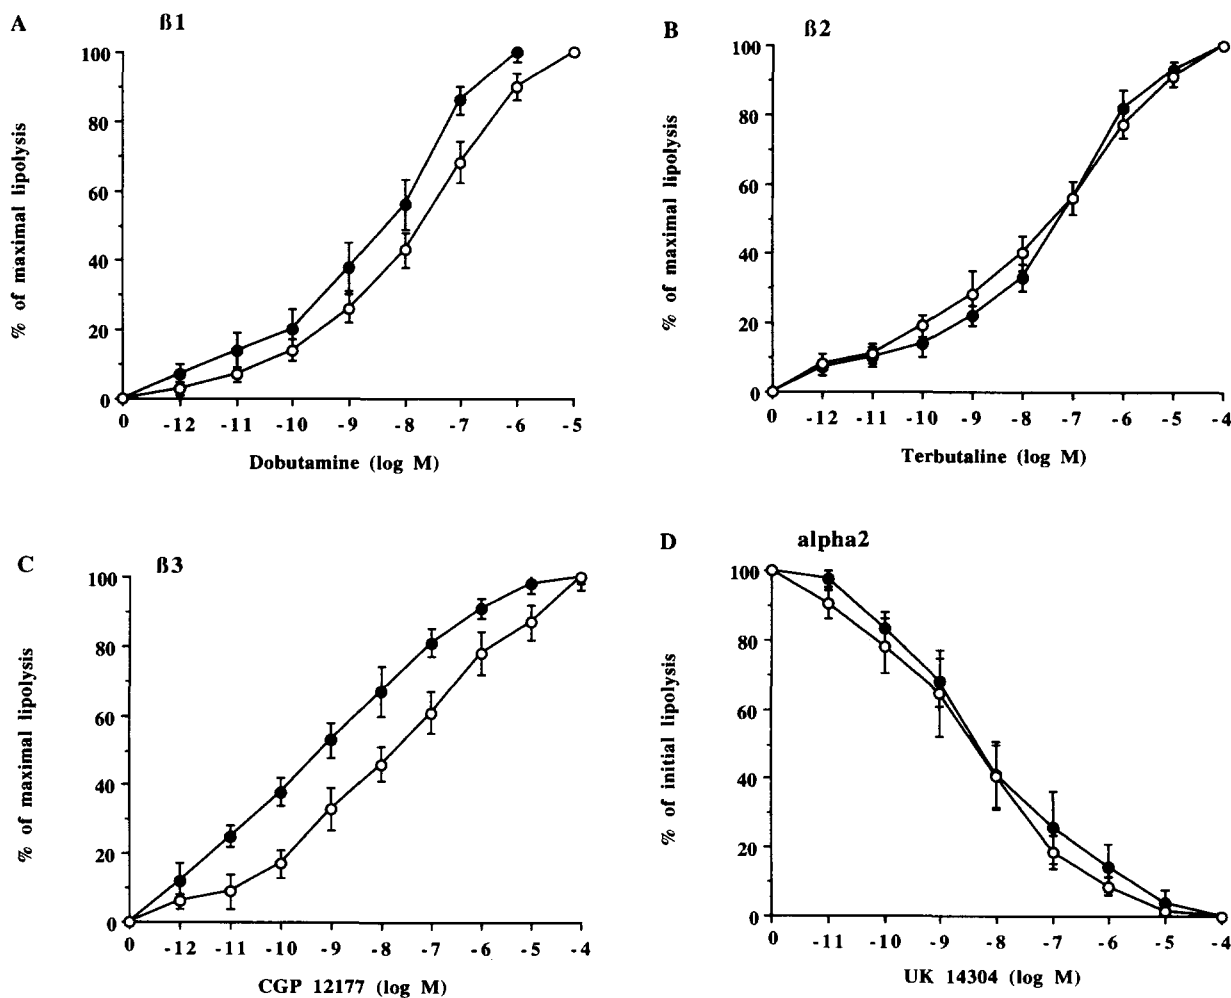 A
ß1
100
80
60
40
20
0
% of maximal lipolysis
0 -12 -11 -10 -9 -8 -7 -6 -5
Dobutamine (log M)
B
ß2
100
80
60
40
20
0
% of maximal lipolysis
0 -12 -11 -10 -9 -8 -7 -6 -5 -4
Terbutaline (log M)
C
ß3
100
80
60
40
20
0
% of maximal lipolysis
0 -12 -11 -10 -9 -8 -7 -6 -5 -4
CGP 12177 (log M)
D
alpha2
100
80
60
40
20
0
% of initial lipolysis
0 -11 -10 -9 -8 -7 -6 -5 -4
UK 14304 (log M)